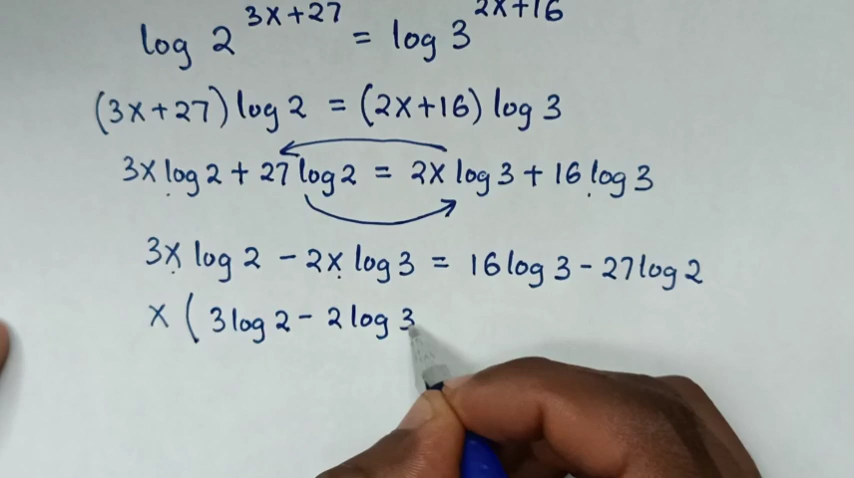 log 2^3x+27 = log 3^2x+16
(3x+27) log 2 = (2x+16) log 3
3x log 2 + 27 log 2 = 2x log 3 + 16 log 3
3x log 2 - 2x log 3 = 16 log 3 - 27 log 2
x ( 3 log 2 - 2 log 3